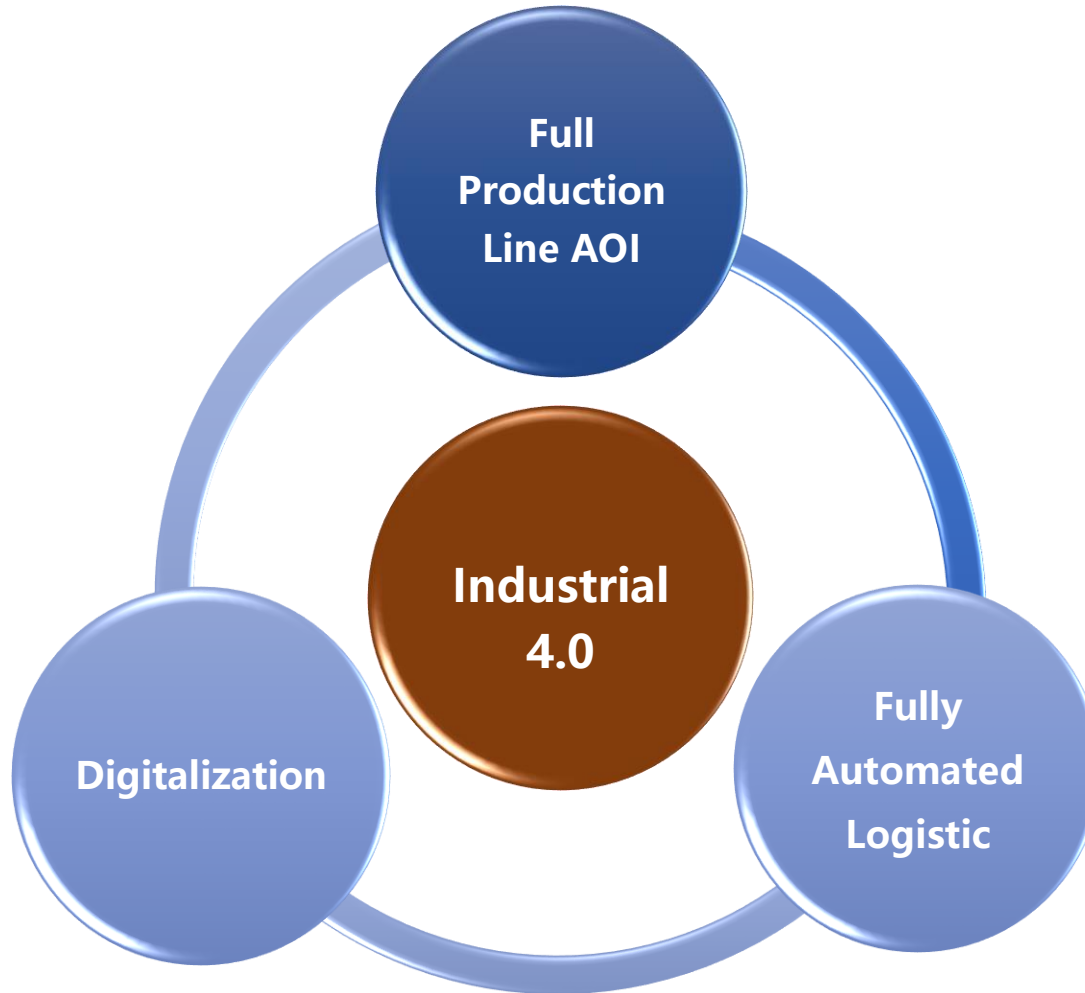 Full
Production
Line AOI
Industrial
4.0
Digitalization
Fully
Automated
Logistic